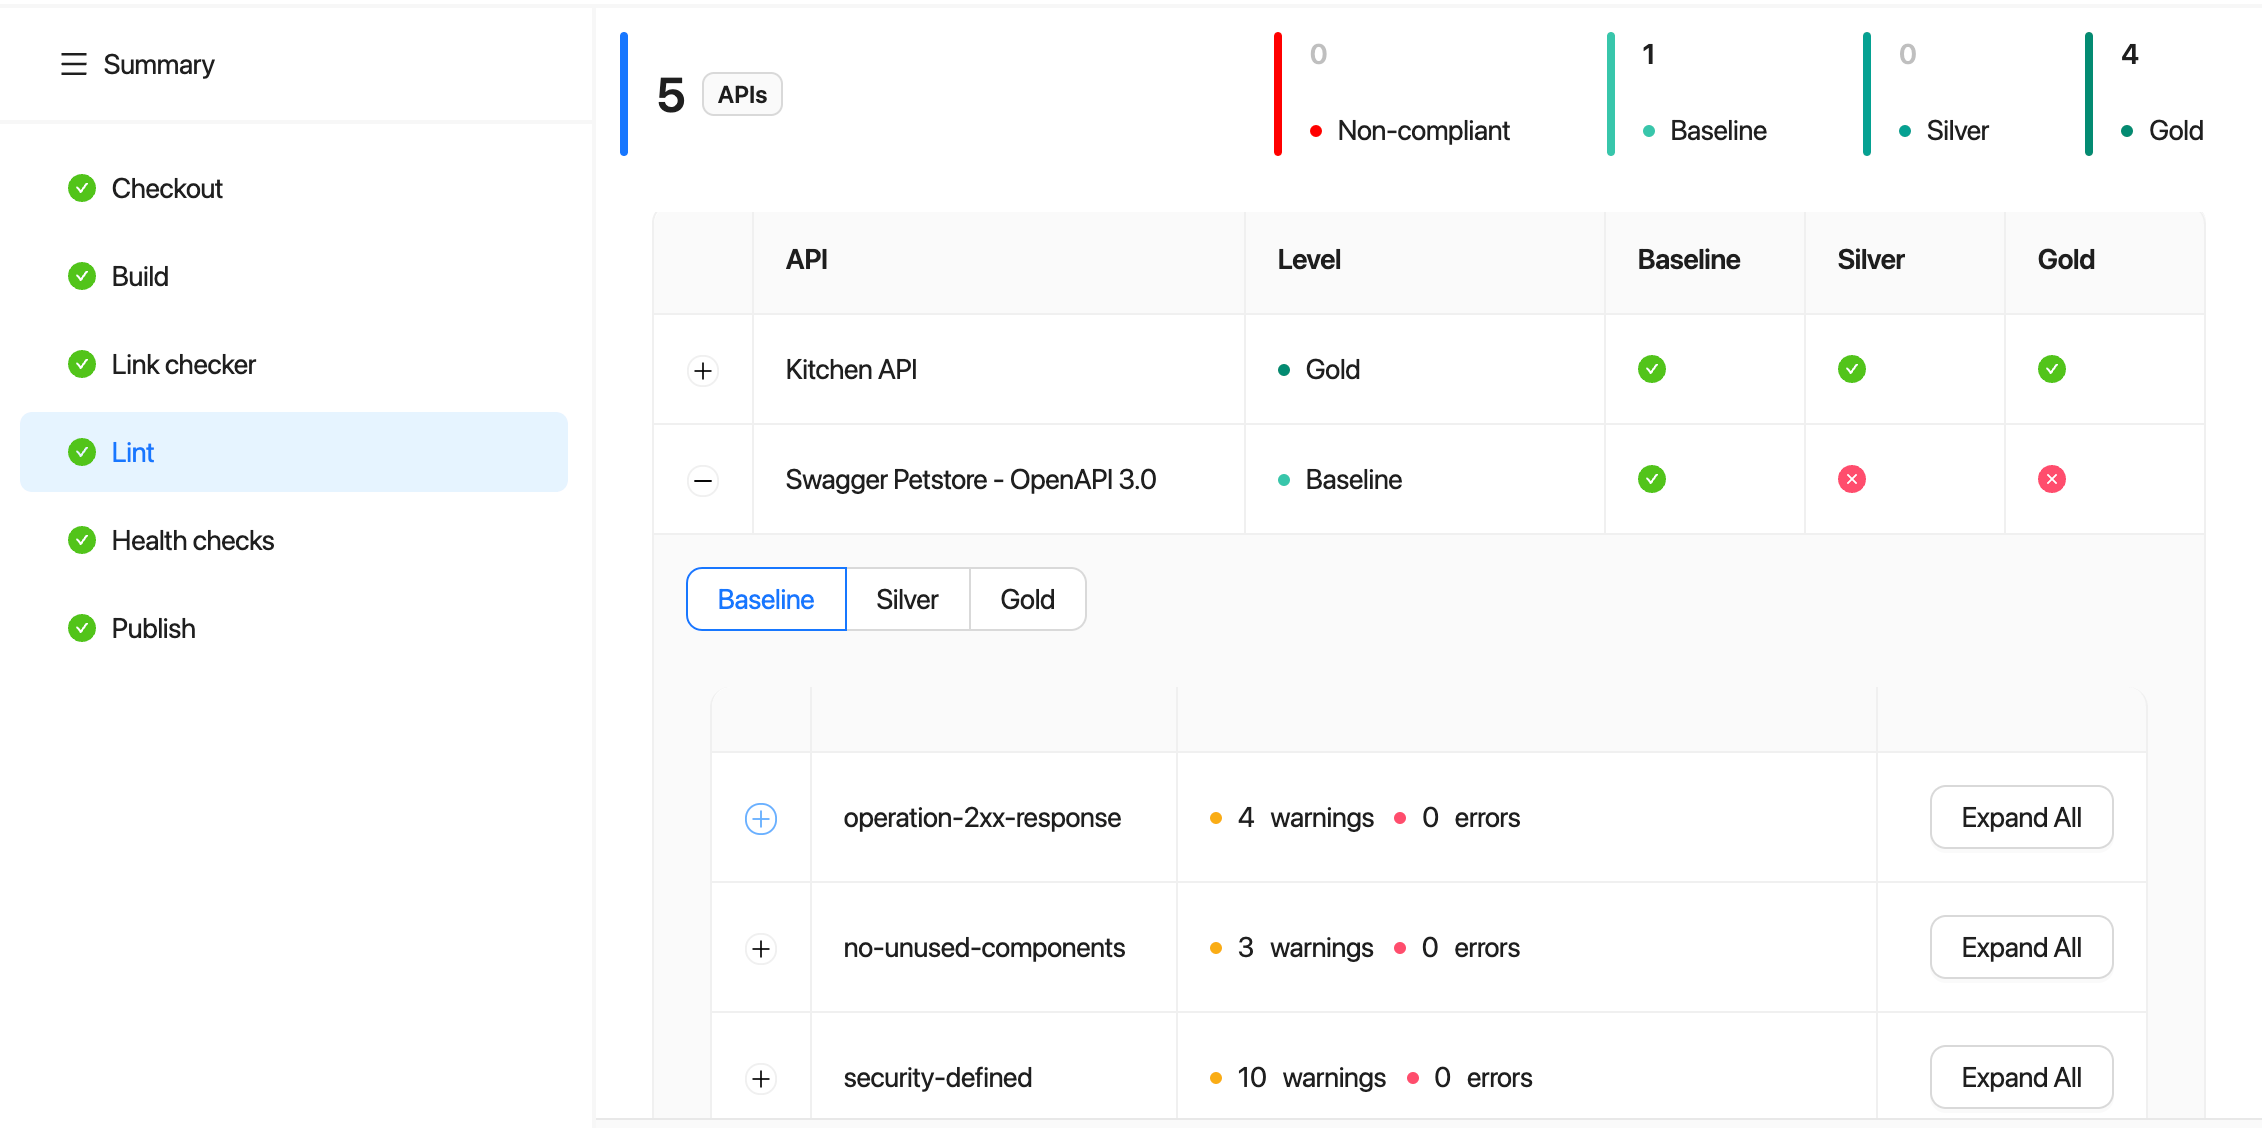 Summary
Checkout
Build
Link checker
Lint
Health checks
Publish
5 APIs
0
Non-compliant
1
Baseline
0
Silver
4
Gold
API Level Baseline Silver Gold
Kitchen API Gold
Swagger Petstore - OpenAPI 3.0 Baseline
Baseline Silver Gold
operation-2xx-response 4 warnings 0 errors Expand All
no-unused-components 3 warnings 0 errors Expand All
security-defined 10 warnings 0 errors Expand All